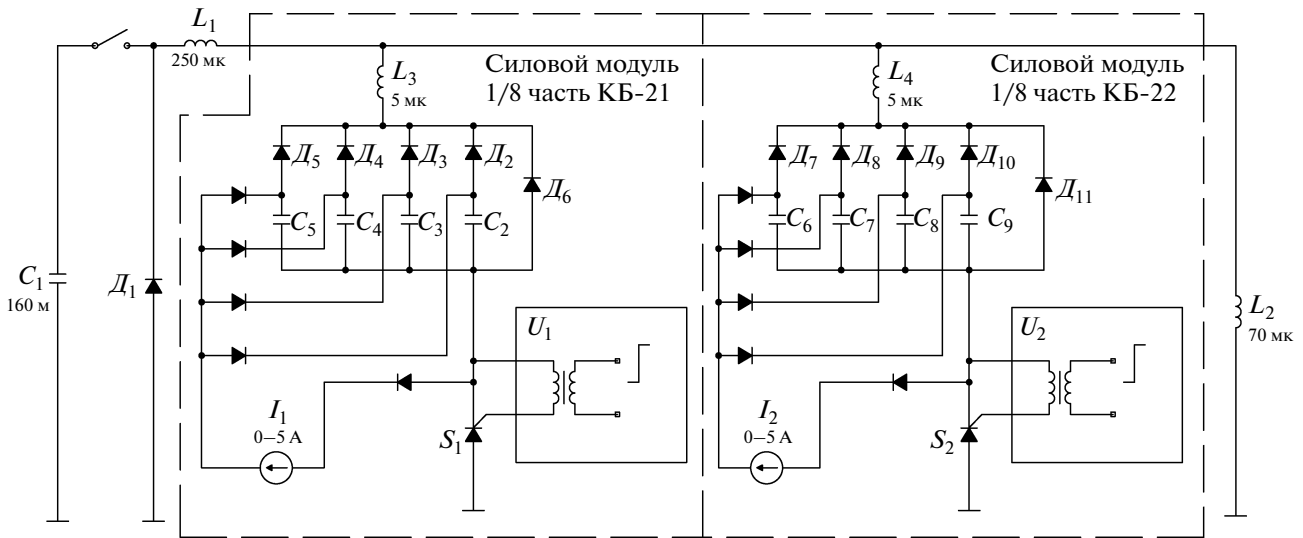 L1
250 мк
Силовой модуль
1/8 часть КБ-21
L3
5 мк
Силовой модуль
1/8 часть КБ-22
L4
5 мк
Д5
Д4
Д3
Д2
Д6
Д7
Д8
Д9
Д10
Д11
C5
C4
C3
C2
C6
C7
C8
C9
C1
160 м
Д1
L2
70 мк
U1
U2
I1
0–5 А
S1
I2
0–5 А
S2